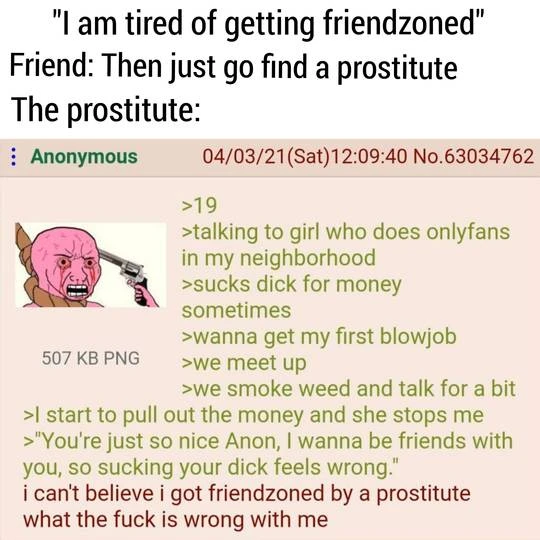 "I am tired of getting friendzoned"
Friend: Then just go find a prostitute
The prostitute:
Anonymous 04/03/21(Sat)12:09:40 No.63034762
>19
>talking to girl who does onlyfans
in my neighborhood
>sucks dick for money
sometimes
>wanna get my first blowjob
507 KB PNG
>we meet up
>we smoke weed and talk for a bit
>I start to pull out the money and she stops me
>"You're just so nice Anon, I wanna be friends with
you, so sucking your dick feels wrong."
i can't believe i got friendzoned by a prostitute
what the fuck is wrong with me